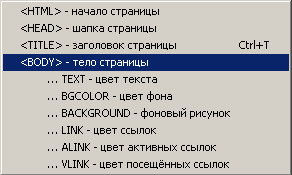 <HTML> - начало страницы
<HEAD> - шапка страницы
<TITLE> - заголовок страницы Ctrl+T
<BODY> - тело страницы
... TEXT - цвет текста
... BGCOLOR - цвет фона
... BACKGROUND - фоновый рисунок
... LINK - цвет ссылок
... ALINK - цвет активных ссылок
... VLINK - цвет посещённых ссылок